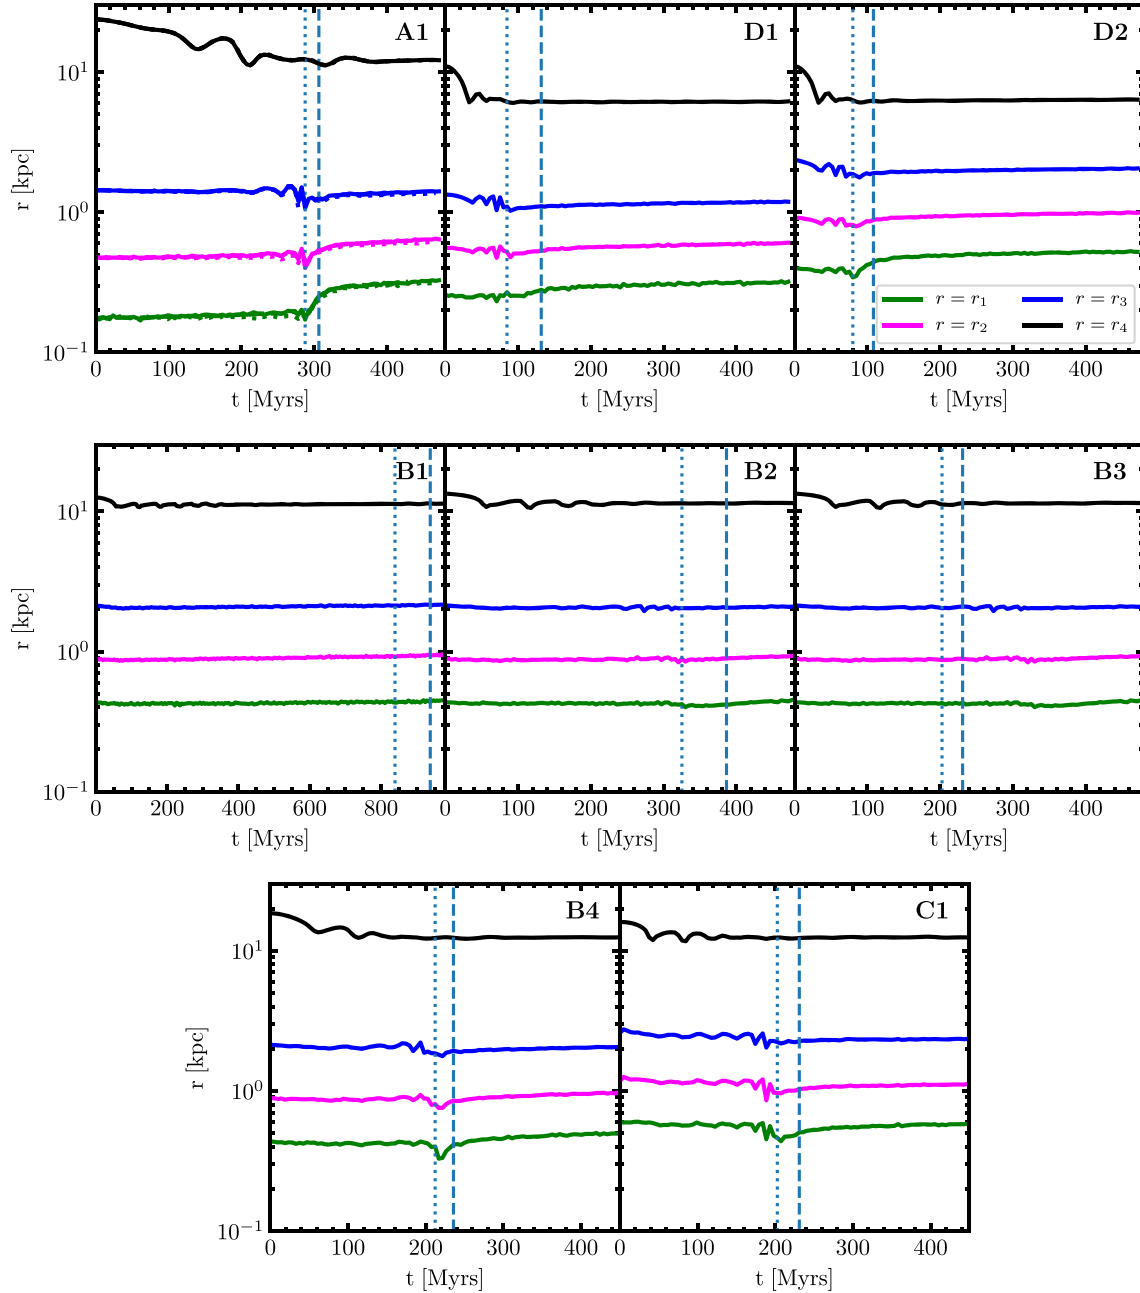 A1 D1 D2
r [kpc]
10^1
10^0
10^-1
r = r_1 r = r_3
r = r_2 r = r_4
0 100 200 300 400 0 100 200 300 400 0 100 200 300 400
t [Myrs] t [Myrs] t [Myrs]
B1 B2 B3
r [kpc]
10^1
10^0
10^-1
0 200 400 600 800 0 100 200 300 400 0 100 200 300 400
t [Myrs] t [Myrs] t [Myrs]
B4 C1
r [kpc]
10^1
10^0
10^-1
0 100 200 300 400 0 100 200 300 400
t [Myrs] t [Myrs]